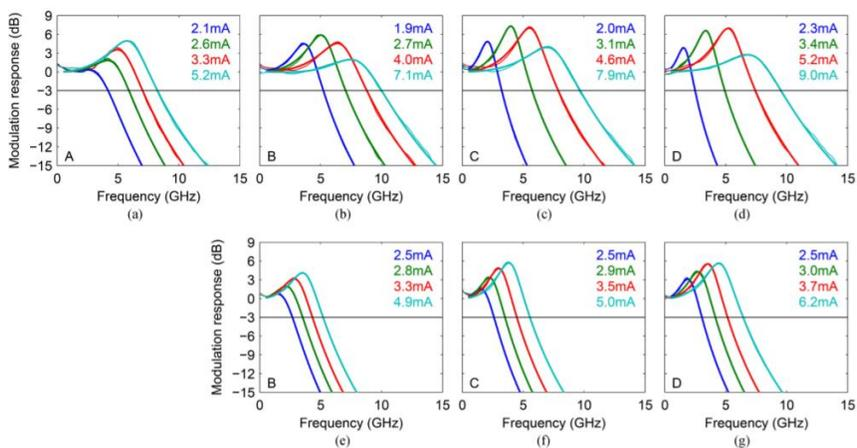 Modulation response (dB)
9
6
3
0
−3
−6
−9
−12
−15
2.1mA
2.6mA
3.3mA
5.2mA
A
0 5 10 15
Frequency (GHz)
(a)
1.9mA
2.7mA
4.0mA
7.1mA
B
0 5 10 15
Frequency (GHz)
(b)
2.0mA
3.1mA
4.6mA
7.9mA
C
0 5 10 15
Frequency (GHz)
(c)
2.3mA
3.4mA
5.2mA
9.0mA
D
0 5 10 15
Frequency (GHz)
(d)
Modulation response (dB)
9
6
3
0
−3
−6
−9
−12
−15
2.5mA
2.8mA
3.3mA
4.9mA
B
0 5 10 15
Frequency (GHz)
(e)
2.5mA
2.9mA
3.5mA
5.0mA
C
0 5 10 15
Frequency (GHz)
(f)
2.5mA
3.0mA
3.7mA
6.2mA
D
0 5 10 15
Frequency (GHz)
(g)